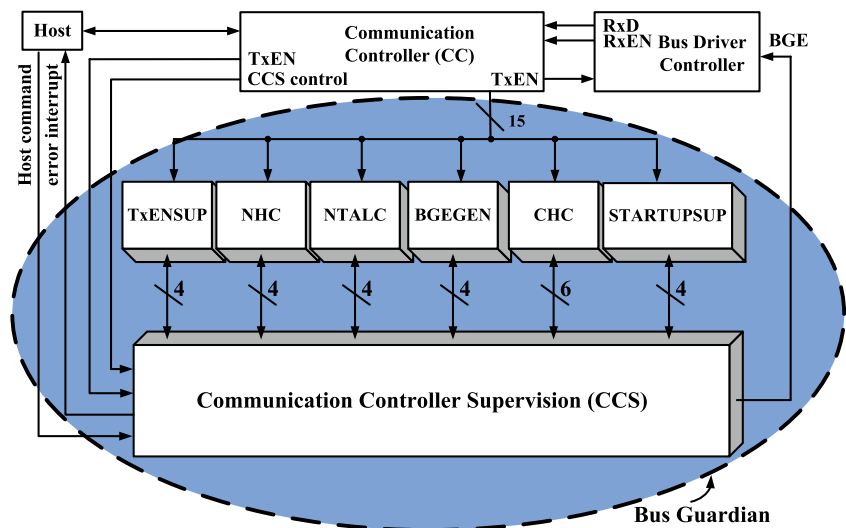 Host
Communication
Controller (CC)
TxEN
CCS control
TxEN
RxD
RxEN
Bus Driver
Controller
BGE
Host command
error interrupt
15
TxENSUP
NHC
NTALC
BGEGEN
CHC
STARTUPSUP
4
4
4
4
6
4
Communication Controller Supervision (CCS)
Bus Guardian